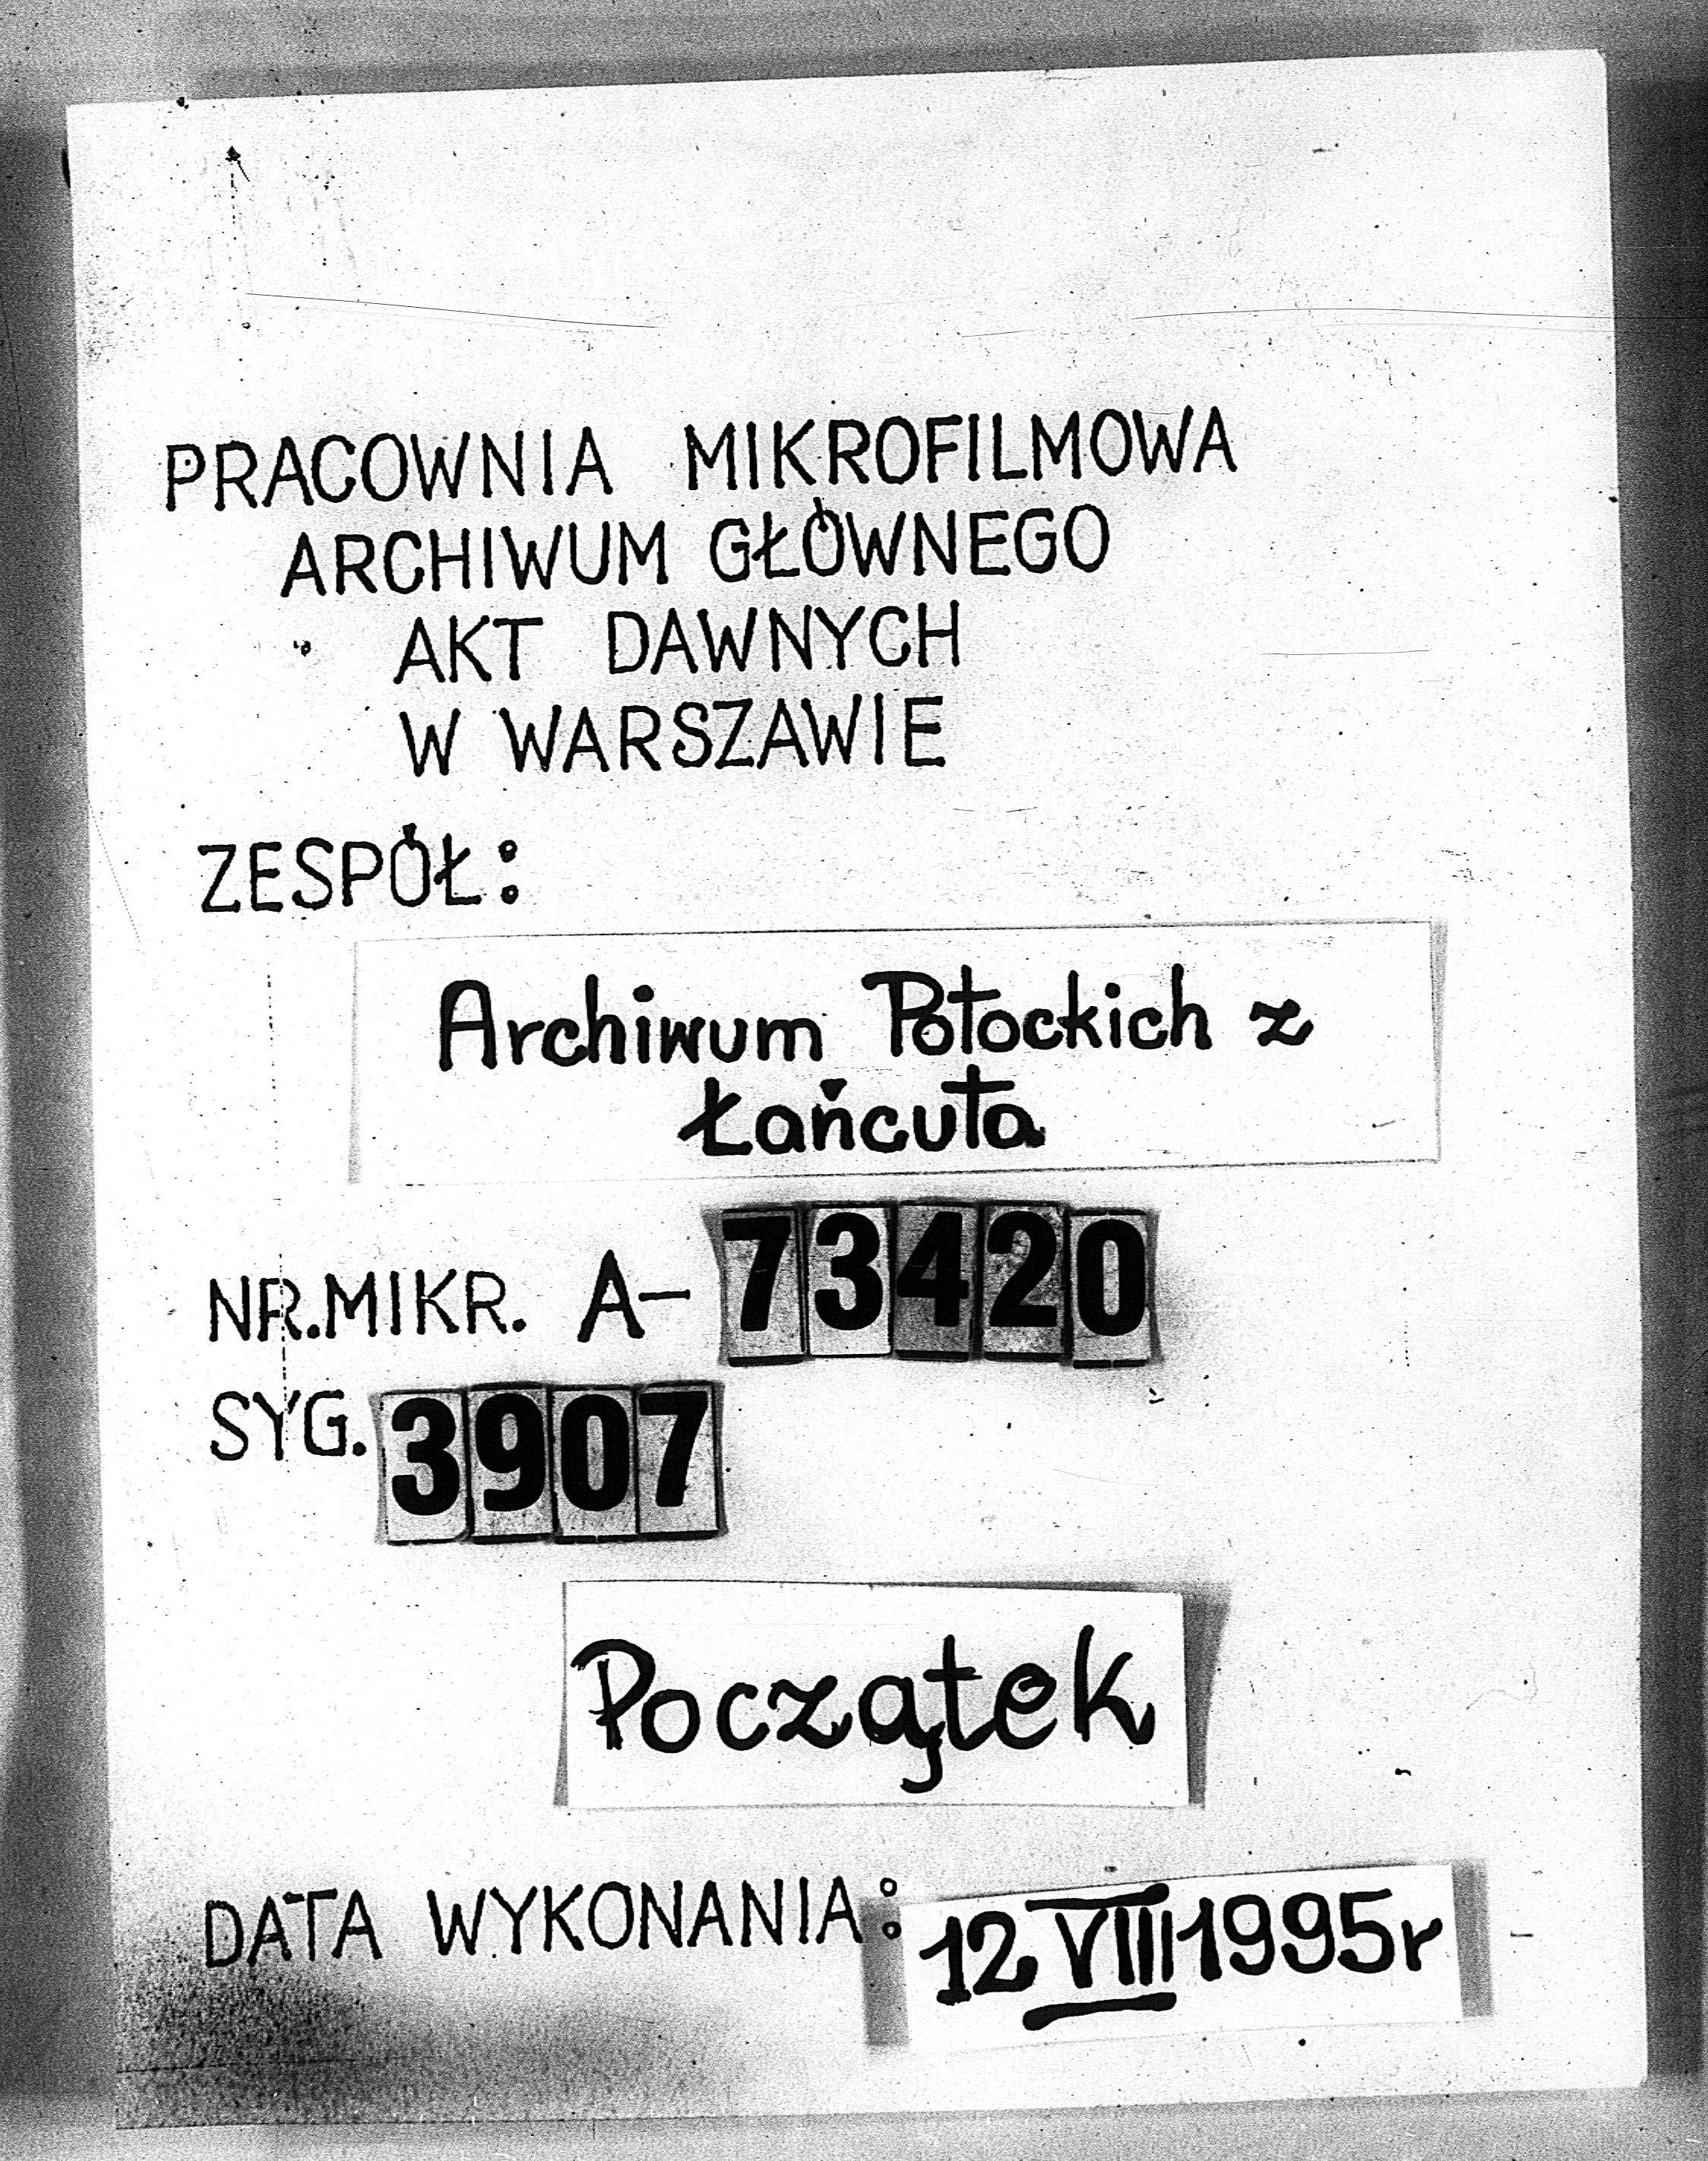 PRACOWNIA MIKROFILMOWA
ARCHIWUM GŁÓWNEGO
AKT DAWNYCH
W WARSZAWIE
ZESPÓŁ:
Archiwum Potockich z
Łańcuta
NR.MIKR. A-73420
SYG. 3907
Początek
DATA WYKONANIA: 12 VIII 1995r